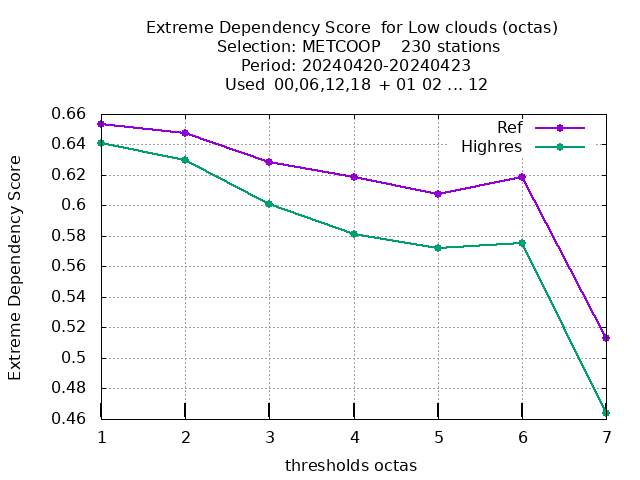 Extreme Dependency Score  for Low clouds (octas)
Selection: METCOOP    230 stations
Period: 20240420-20240423
Used  00,06,12,18 + 01 02 ... 12
0.66
0.64
0.62
0.6
0.58
0.56
0.54
0.52
0.5
0.48
0.46
Extreme Dependency Score
Ref
Highres
1 2 3 4 5 6 7
thresholds octas